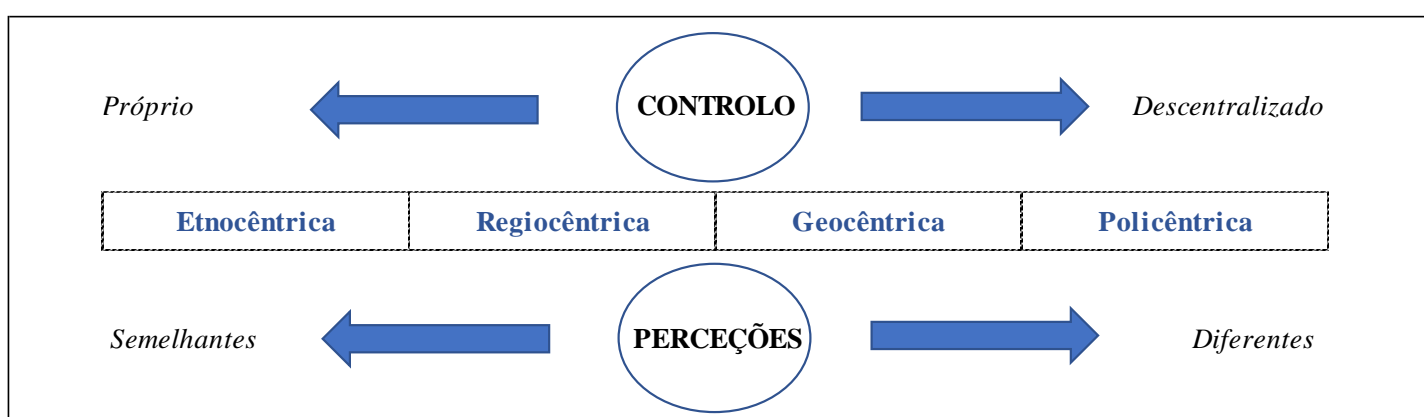 Próprio CONTROLO Descentralizado
Etnocêntrica Regiocêntrica Geocêntrica Policêntrica
Semelhantes PERCEÇÕES Diferentes